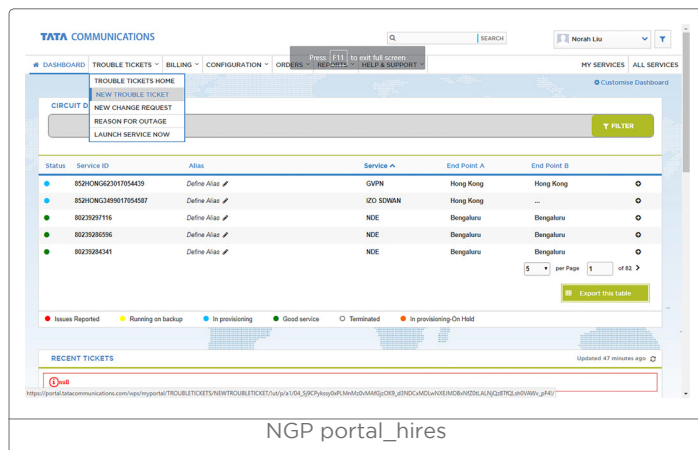 TATA COMMUNICATIONS
SEARCH
Norah Liu
DASHBOARD TROUBLE TICKETS BILLING CONFIGURATION ORDERS REPORTS HELP & SUPPORT MY SERVICES ALL SERVICES
Press F11 to exit full screen
TROUBLE TICKETS HOME
NEW TROUBLE TICKET
NEW CHANGE REQUEST
REASON FOR OUTAGE
LAUNCH SERVICE NOW
Customise Dashboard
CIRCUIT D
FILTER
Status Service ID Alias Service End Point A End Point B
852HONG623017054439 Define Alias GVPN Hong Kong Hong Kong
852HONG3499017054587 Define Alias IZO SDWAN Hong Kong ...
80239297116 Define Alias NDE Bengaluru Bengaluru
80239286596 Define Alias NDE Bengaluru Bengaluru
80239284341 Define Alias NDE Bengaluru Bengaluru
5 per Page 1 of 82
Export this table
Issues Reported Running on backup In provisioning Good service Terminated In provisioning-On Hold
RECENT TICKETS Updated 47 minutes ago
null
NGP portal_hires